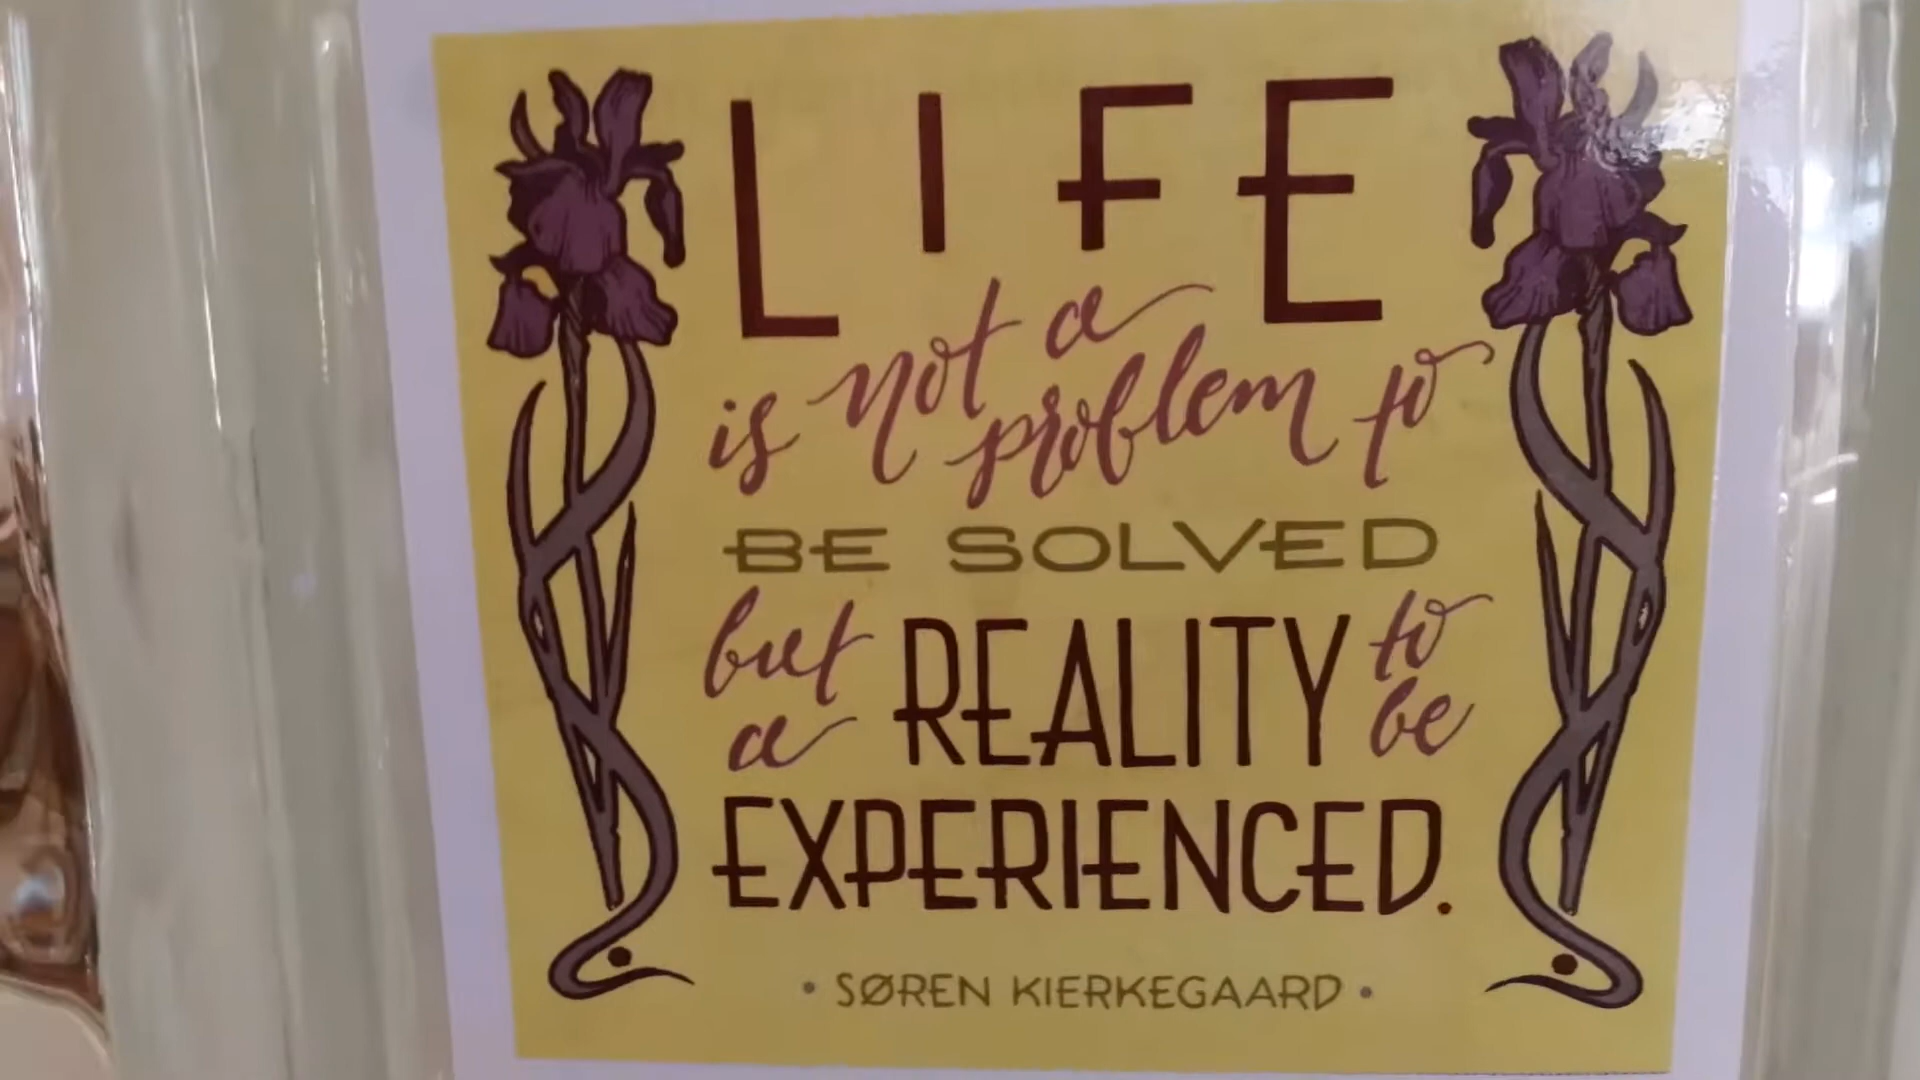 LIFE
is not a problem to
BE SOLVED
but a REALITY to be
EXPERIENCED.
• SØREN KIERKEGAARD •